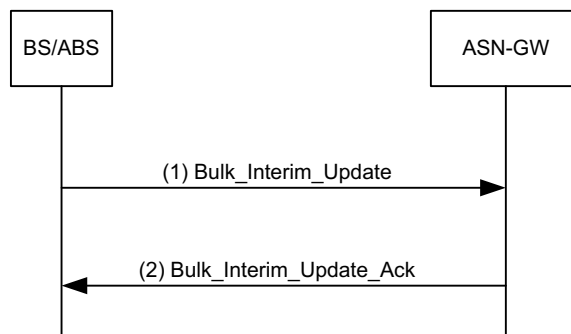 BS/ABS
ASN-GW
(1) Bulk_Interim_Update
(2) Bulk_Interim_Update_Ack